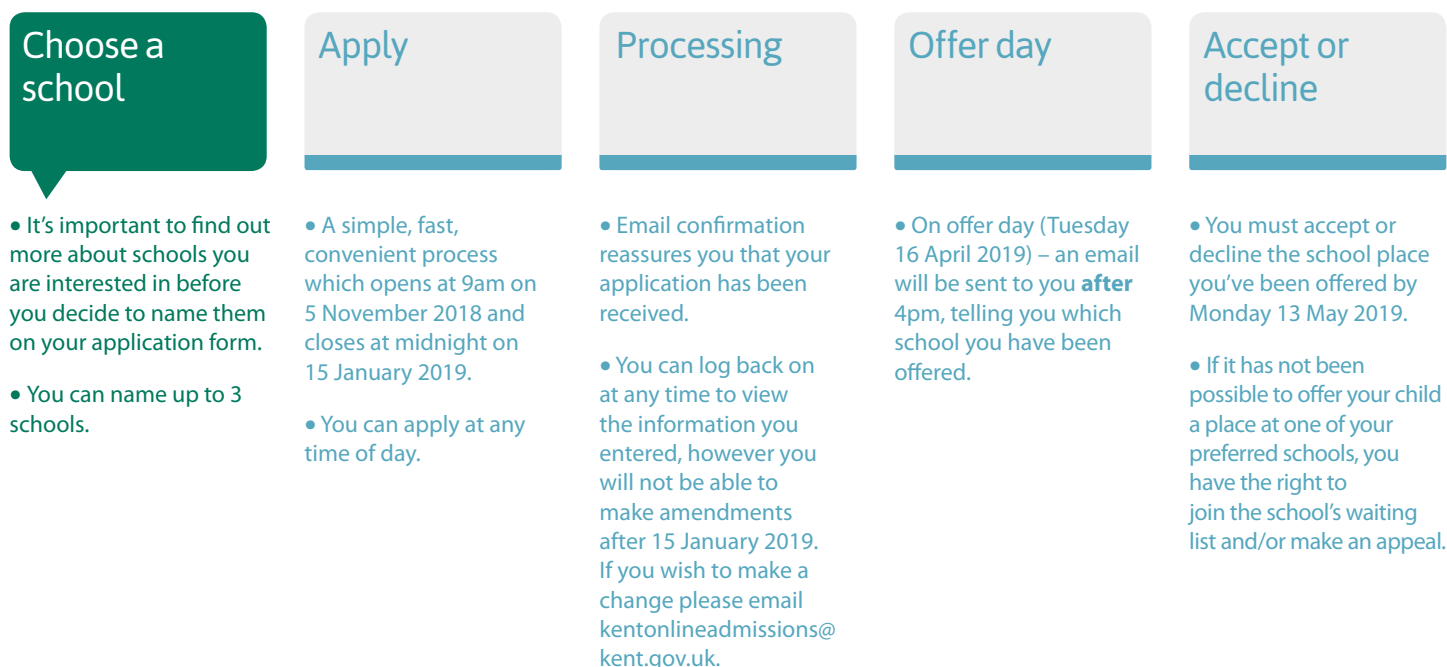 Choose a
school
• It's important to find out
more about schools you
are interested in before
you decide to name them
on your application form.
• You can name up to 3
schools.
Apply
• A simple, fast,
convenient process
which opens at 9am on
5 November 2018 and
closes at midnight on
15 January 2019.
• You can apply at any
time of day.
Processing
• Email confirmation
reassures you that your
application has been
received.
• You can log back on
at any time to view
the information you
entered, however you
will not be able to
make amendments
after 15 January 2019.
If you wish to make a
change please email
kentonlineadmissions@
kent.gov.uk.
Offer day
• On offer day (Tuesday
16 April 2019) – an email
will be sent to you after
4pm, telling you which
school you have been
offered.
Accept or
decline
• You must accept or
decline the school place
you've been offered by
Monday 13 May 2019.
• If it has not been
possible to offer your child
a place at one of your
preferred schools, you
have the right to
join the school's waiting
list and/or make an appeal.